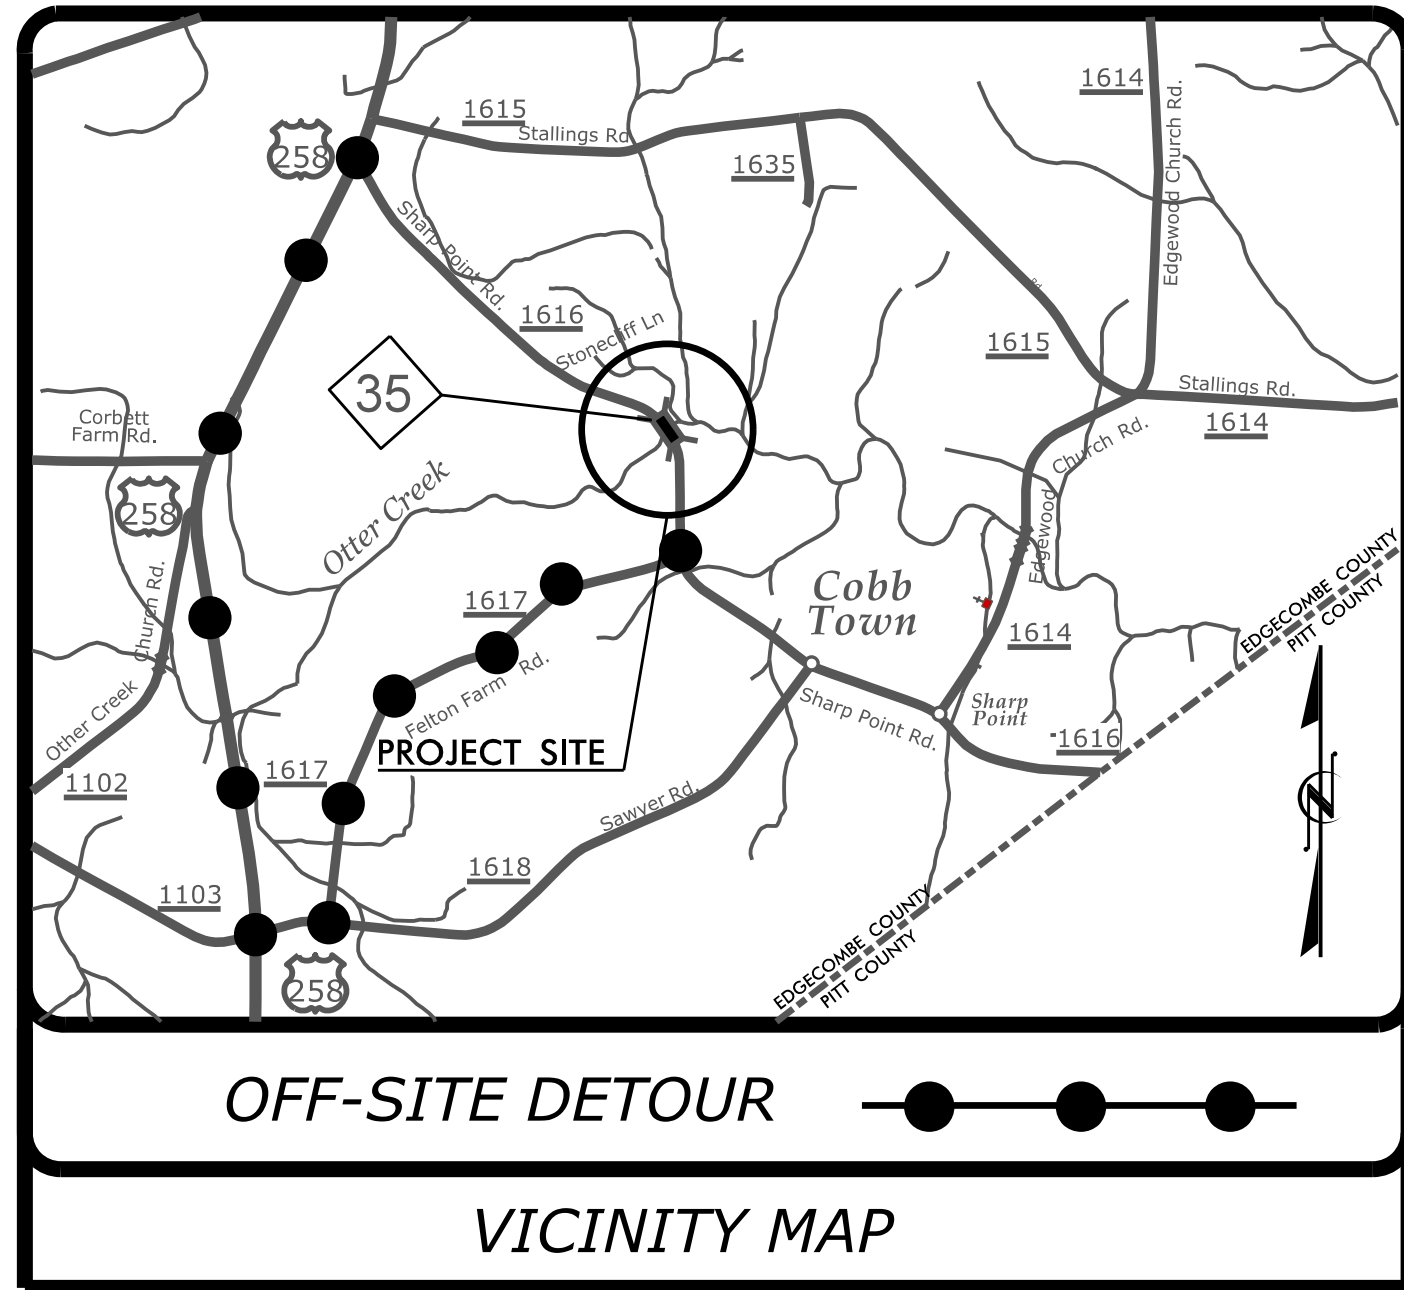 1614
1615
Stallings Rd
258
1635
Edgewood Church Rd.
Sharp Point Rd.
Rd.
1616
Stonecliff Ln
1615
35
Stallings Rd.
1614
Corbett
Farm Rd.
Church Rd.
Edgewood
258
Otter Creek
EDGECOMBE COUNTY
PITT COUNTY
Cobb
Town
1617
Church Rd.
1614
Felton Farm Rd.
Sharp
Point
Sharp Point Rd.
Other Creek
1616
PROJECT SITE
1617
1102
Sawyer Rd.
N
1618
1103
EDGECOMBE COUNTY
PITT COUNTY
258
OFF-SITE DETOUR
VICINITY MAP